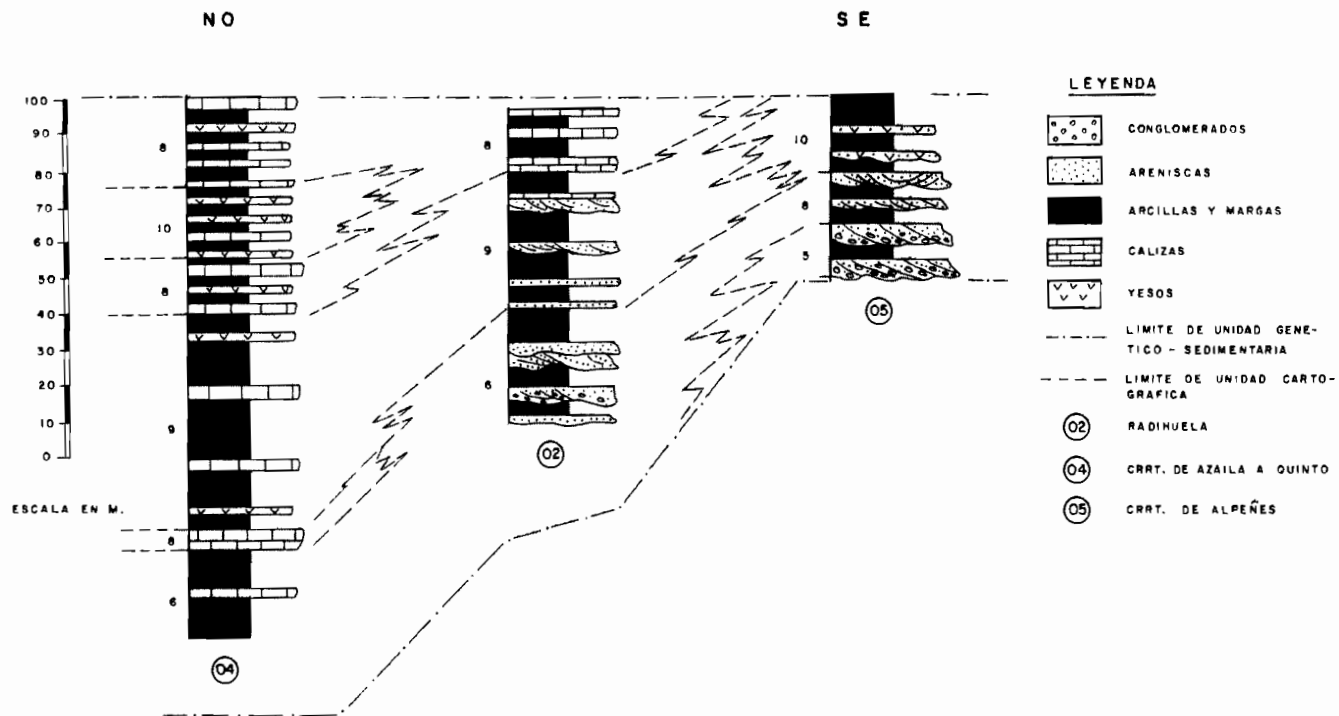 NO
SE
100
90
80
70
60
50
40
30
20
10
0
ESCALA EN M.
8
10
8
9
8
6
04
8
9
6
02
10
8
5
05
LEYENDA
CONGLOMERADOS
ARENISCAS
ARCILLAS Y MARGAS
CALIZAS
YESOS
LIMITE DE UNIDAD GENE-
TICO - SEDIMENTARIA
LIMITE DE UNIDAD CARTO-
GRAFICA
02 RADIHUELA
04 CRRT. DE AZAILA A QUINTO
05 CRRT. DE ALPEÑES